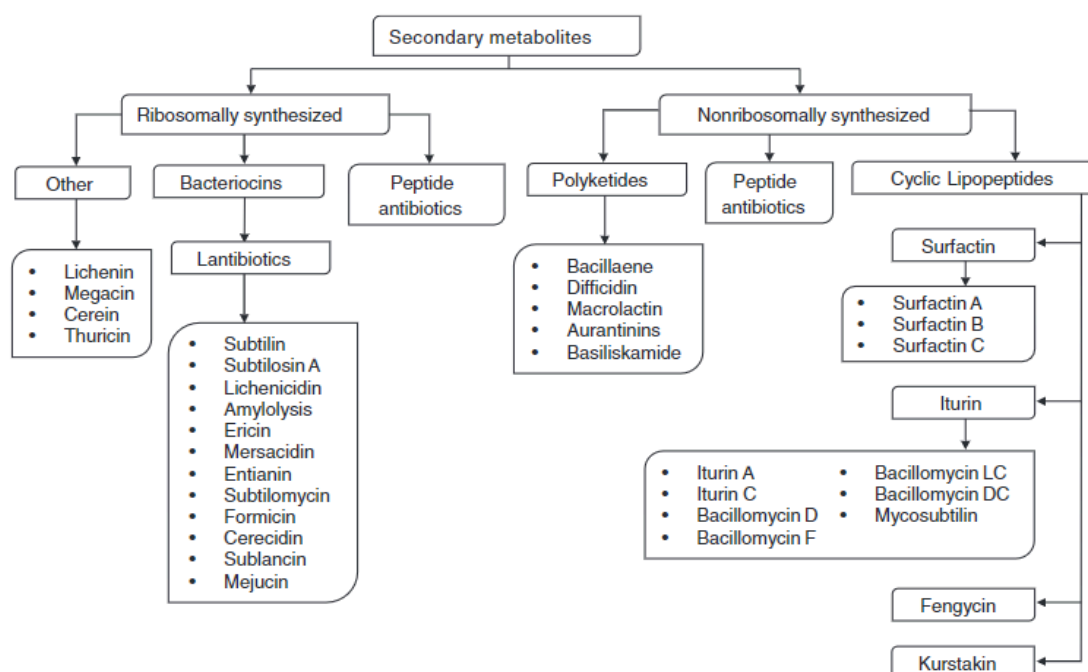 Secondary metabolites
Ribosomally synthesized
Nonribosomally synthesized
Other
Bacteriocins
Peptide
antibiotics
Polyketides
Peptide
antibiotics
Cyclic Lipopeptides
• Lichenin
• Megacin
• Cerein
• Thuricin
Lantibiotics
• Subtilin
• Subtilosin A
• Lichenicidin
• Amylolysis
• Ericin
• Mersacidin
• Entianin
• Subtilomycin
• Formicin
• Cerecidin
• Sublancin
• Mejucin
• Bacillaene
• Difficidin
• Macrolactin
• Aurantinins
• Basiliskamide
Surfactin
• Surfactin A
• Surfactin B
• Surfactin C
Iturin
• Iturin A
• Iturin C
• Bacillomycin D
• Bacillomycin F
• Bacillomycin LC
• Bacillomycin DC
• Mycosubtilin
Fengycin
Kurstakin